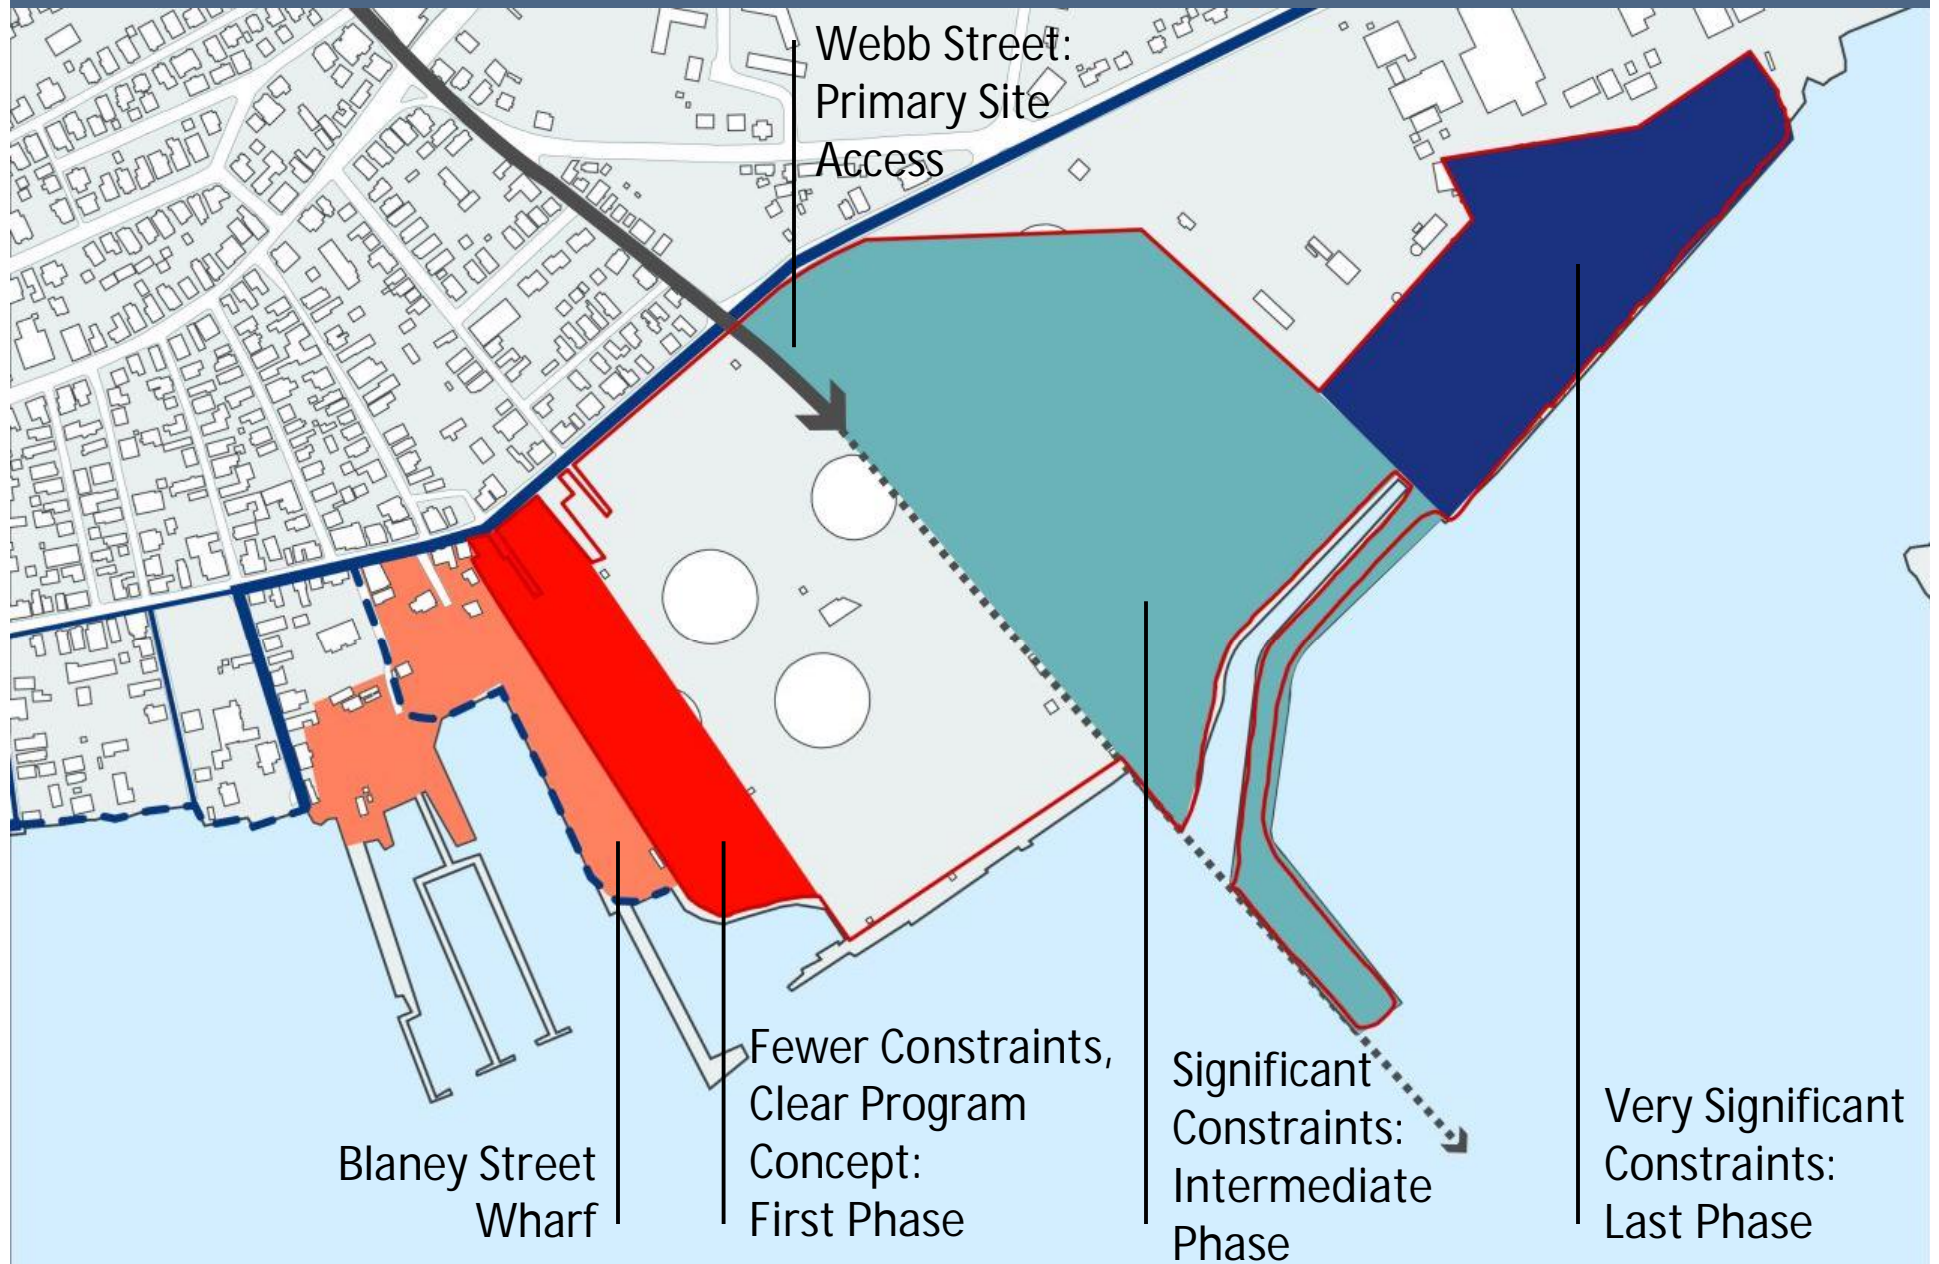 Webb Street:
Primary Site
Access
Blaney Street
Wharf
Fewer Constraints,
Clear Program
Concept:
First Phase
Significant
Constraints:
Intermediate
Phase
Very Significant
Constraints:
Last Phase